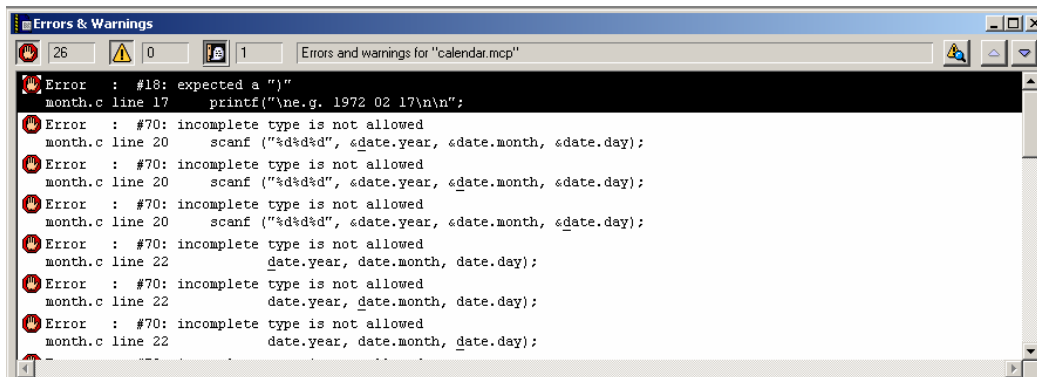 Errors & Warnings
26 0 1 Errors and warnings for "calendar.mcp"
Error : #18: expected a ")"
month.c line 17 printf("\ne.g. 1972 02 17\n\n";
Error : #70: incomplete type is not allowed
month.c line 20 scanf ("%d%d%d", &date.year, &date.month, &date.day);
Error : #70: incomplete type is not allowed
month.c line 20 scanf ("%d%d%d", &date.year, &date.month, &date.day);
Error : #70: incomplete type is not allowed
month.c line 20 scanf ("%d%d%d", &date.year, &date.month, &date.day);
Error : #70: incomplete type is not allowed
month.c line 22 date.year, date.month, date.day);
Error : #70: incomplete type is not allowed
month.c line 22 date.year, date.month, date.day);
Error : #70: incomplete type is not allowed
month.c line 22 date.year, date.month, date.day);